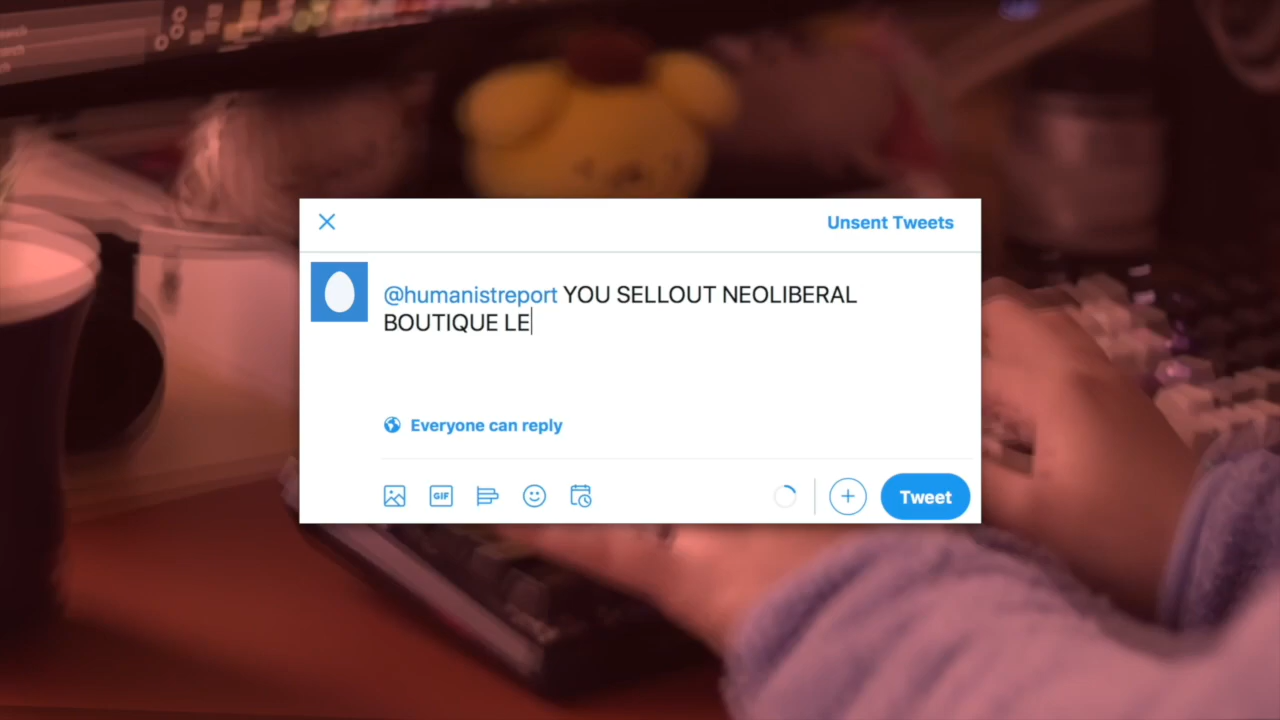 Unsent Tweets
@humanistreport YOU SELLOUT NEOLIBERAL
BOUTIQUE LE
Everyone can reply
GIF
Tweet